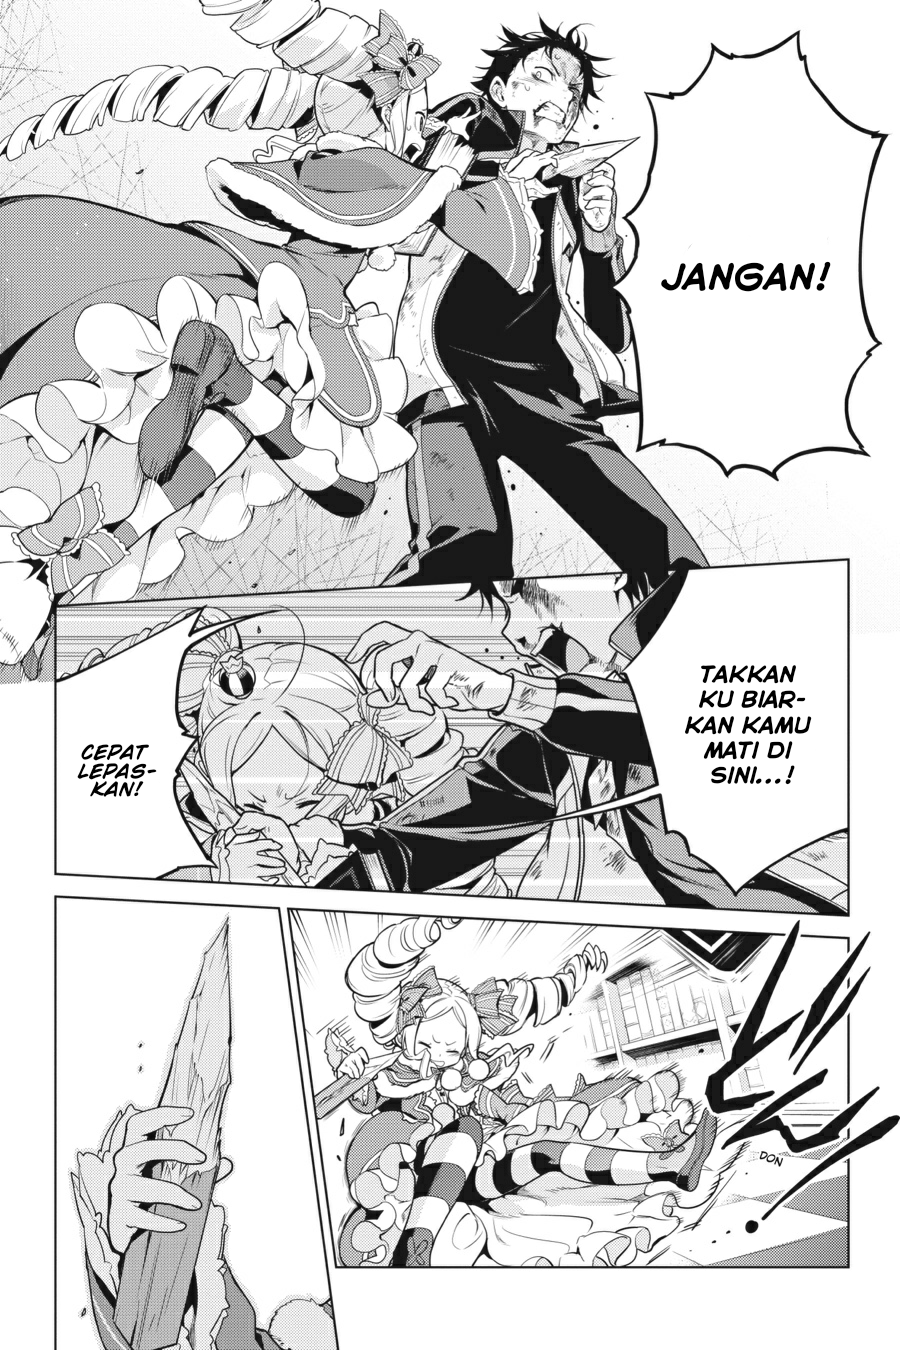 JANGAN!
TAKKAN
KU BIAR-
KAN KAMU
MATI DI
SINI...!
CEPAT
LEPAS-
KAN!
DON